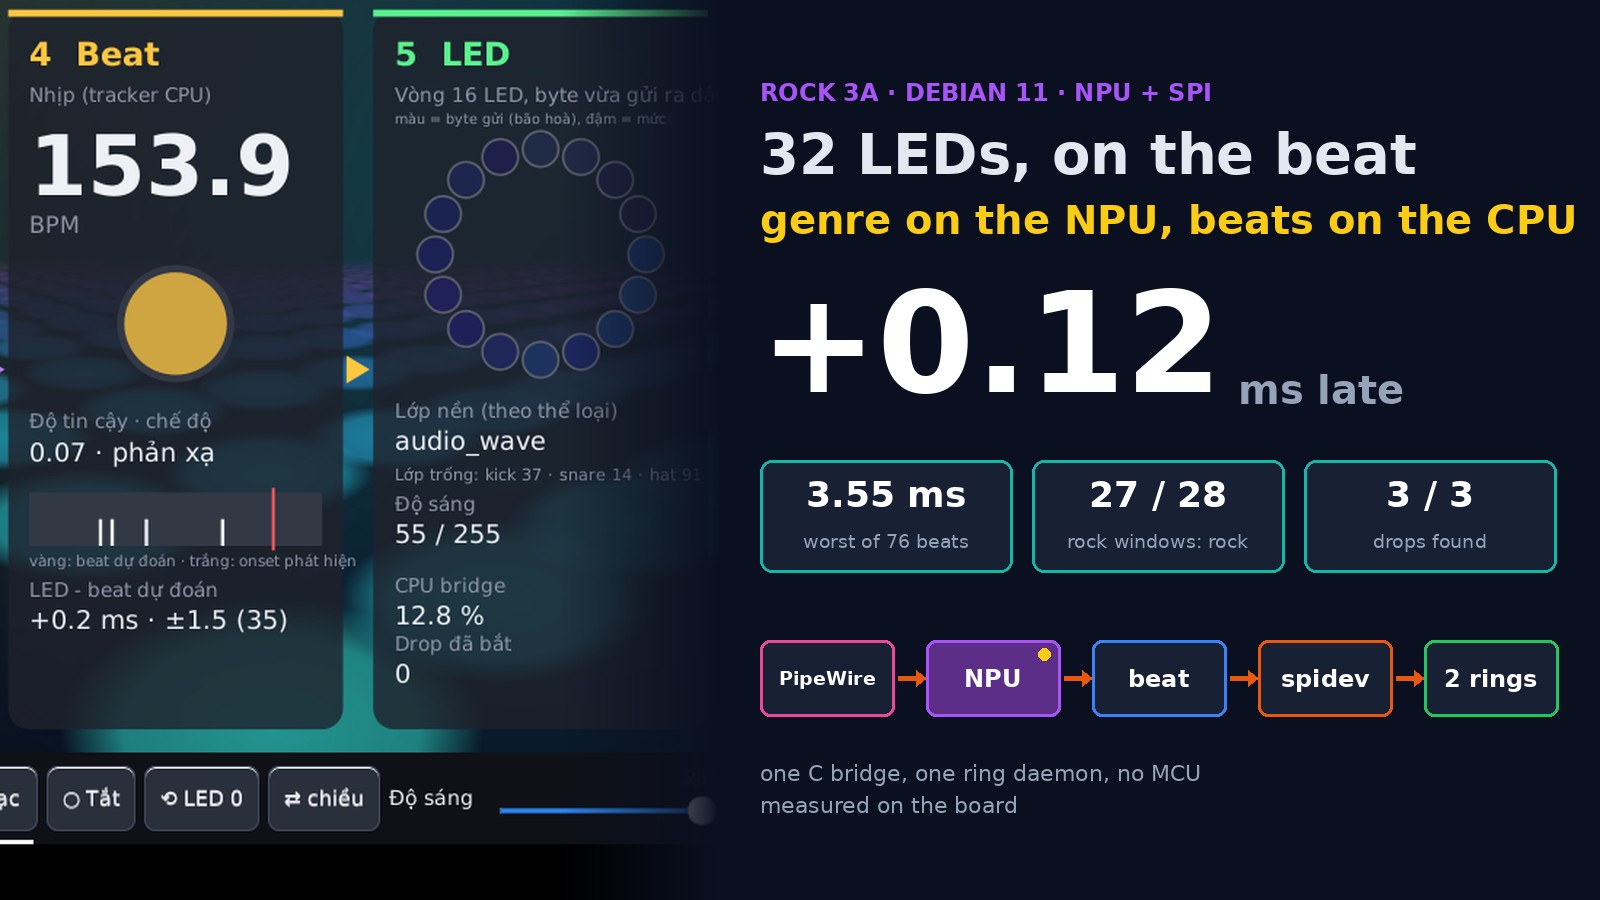 4 Beat
Nhịp (tracker CPU)
153.9
BPM
Độ tin cậy · chế độ
0.07 · phản xạ
vàng: beat dự đoán · trắng: onset phát hiện
LED - beat dự đoán
+0.2 ms · ±1.5 (35)
5 LED
Vòng 16 LED, byte vừa gửi ra
màu = byte gửi (bão hoà), đậm = mức
Lớp nền (theo thể loại)
audio_wave
Lớp trống: kick 37 · snare 14 · hat 91
Độ sáng
55 / 255
CPU bridge
12.8 %
Drop đã bắt
0
○ Tắt
⟲ LED 0
⇄ chiều
Độ sáng
ROCK 3A · DEBIAN 11 · NPU + SPI
32 LEDs, on the beat
genre on the NPU, beats on the CPU
+0.12 ms late
3.55 ms
worst of 76 beats
27 / 28
rock windows: rock
3 / 3
drops found
PipeWire
NPU
beat
spidev
2 rings
one C bridge, one ring daemon, no MCU
measured on the board